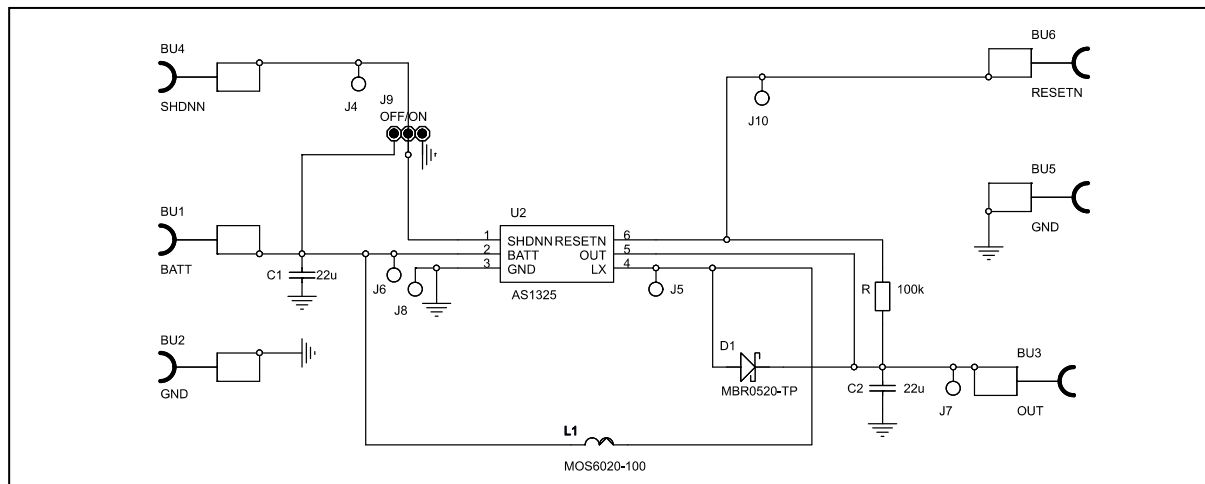 BU4
SHDNN
J4
J9
OFF/ON
BU6
RESETN
J10
BU5
GND
BU1
BATT
C1 22u
J6
J8
U2
1 SHDNN RESETN 6
2 BATT OUT 5
3 GND LX 4
AS1325
J5
R 100k
BU2
GND
D1
MBR0520-TP
C2 22u
J7
BU3
OUT
L1
MOS6020-100